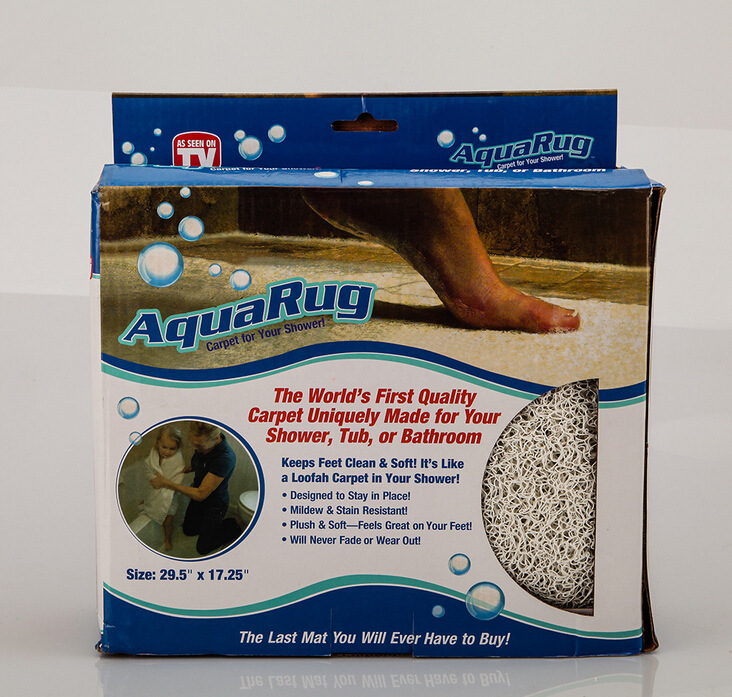 AS SEEN ON
TV
AquaRug
Carpet for Your Shower!
Carpet for Your Shower
Shower, Tub, or Bathroom
AquaRug
Carpet for Your Shower!
The World's First Quality
Carpet Uniquely Made for Your
Shower, Tub, or Bathroom
Keeps Feet Clean & Soft! It's Like
a Loofah Carpet in Your Shower!
• Designed to Stay in Place!
• Mildew & Stain Resistant!
• Plush & Soft—Feels Great on Your Feet!
• Will Never Fade or Wear Out!
Size: 29.5" x 17.25"
The Last Mat You Will Ever Have to Buy!